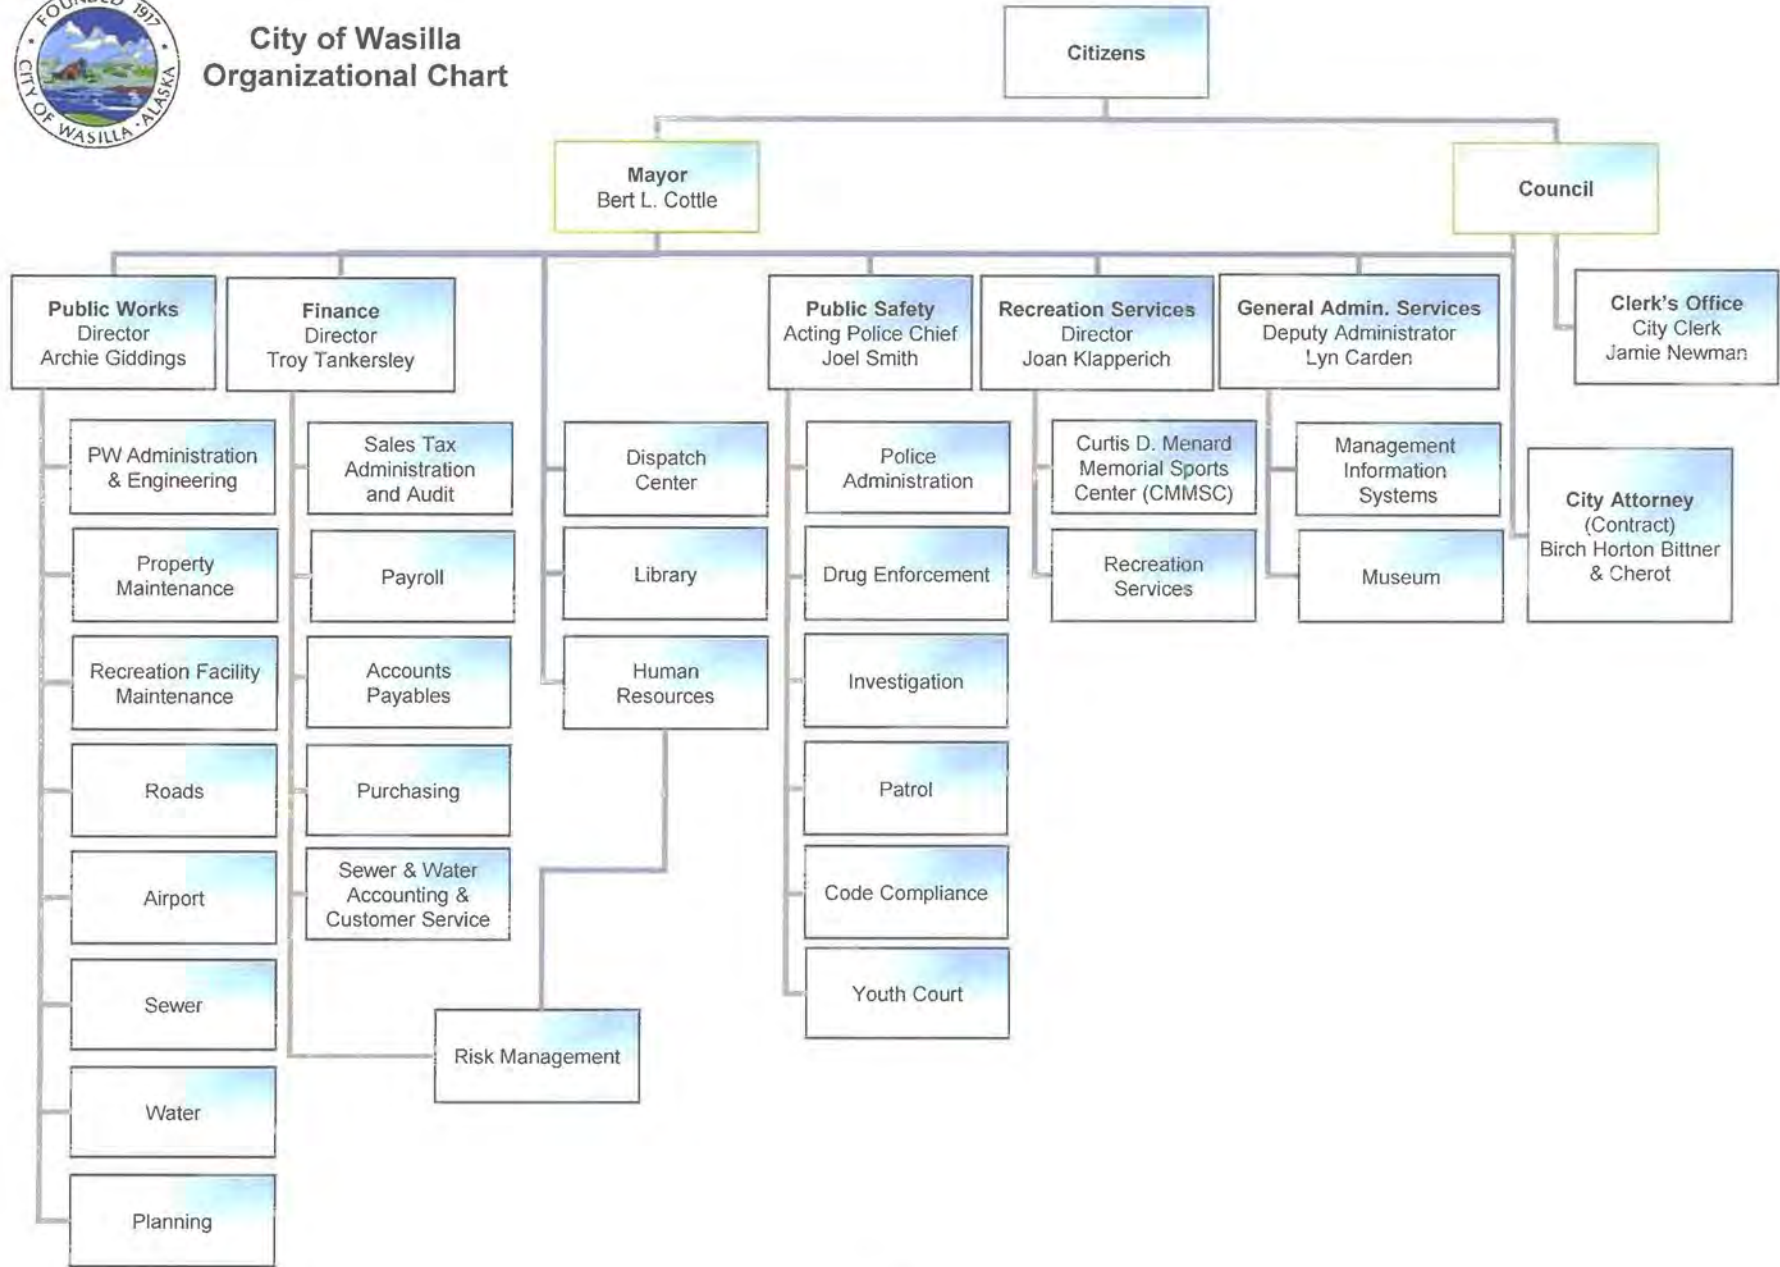 FOUNDED 1917
CITY OF WASILLA · ALASKA
City of Wasilla
Organizational Chart
Citizens
Mayor
Bert L. Cottle
Council
Public Works
Director
Archie Giddings
Finance
Director
Troy Tankersley
Public Safety
Acting Police Chief
Joel Smith
Recreation Services
Director
Joan Klapperich
General Admin. Services
Deputy Administrator
Lyn Carden
Clerk's Office
City Clerk
Jamie Newman
PW Administration
& Engineering
Property
Maintenance
Recreation Facility
Maintenance
Roads
Airport
Sewer
Water
Planning
Sales Tax
Administration
and Audit
Payroll
Accounts
Payables
Purchasing
Sewer & Water
Accounting &
Customer Service
Risk Management
Dispatch
Center
Library
Human
Resources
Police
Administration
Drug Enforcement
Investigation
Patrol
Code Compliance
Youth Court
Curtis D. Menard
Memorial Sports
Center (CMMSC)
Recreation
Services
Management
Information
Systems
Museum
City Attorney
(Contract)
Birch Horton Bittner
& Cherot